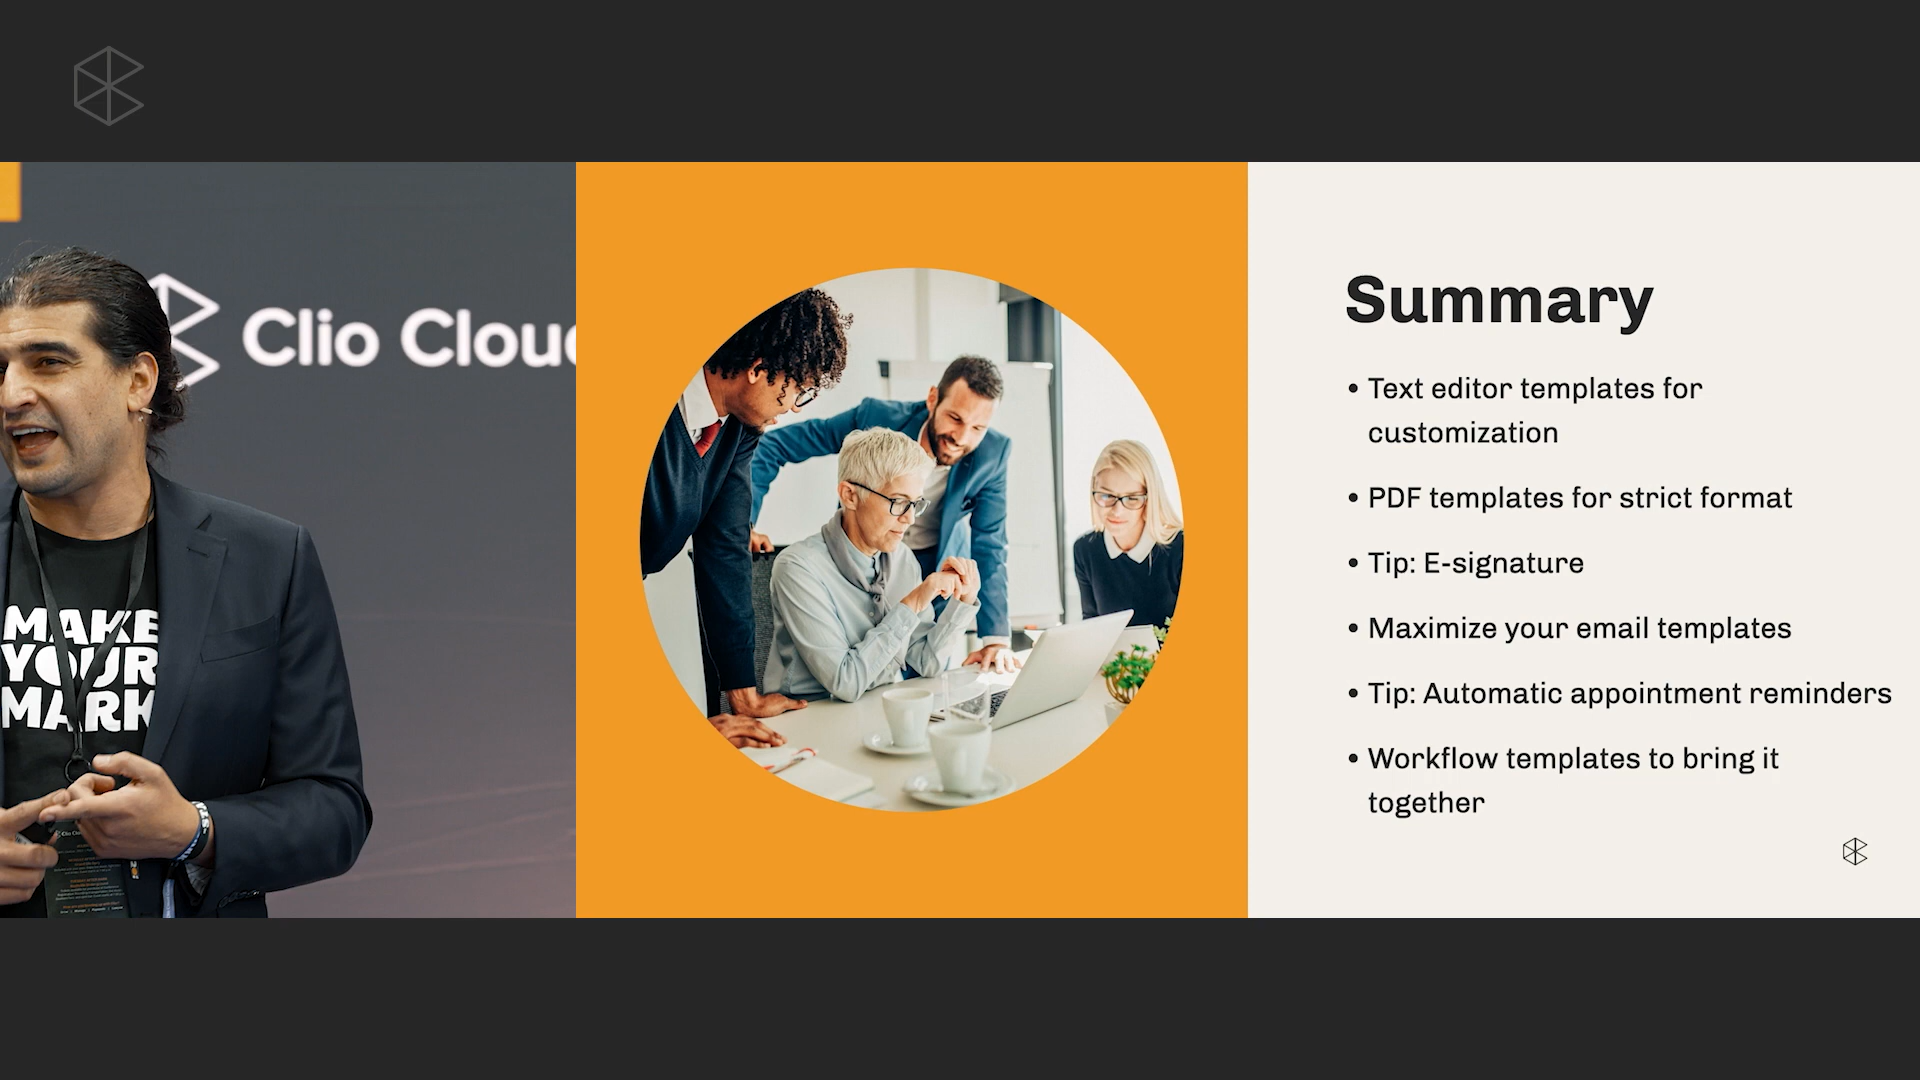 Clio Clou
MAKE
YOUR
MARK
Summary
• Text editor templates for
customization
• PDF templates for strict format
• Tip: E-signature
• Maximize your email templates
• Tip: Automatic appointment reminders
• Workflow templates to bring it
together